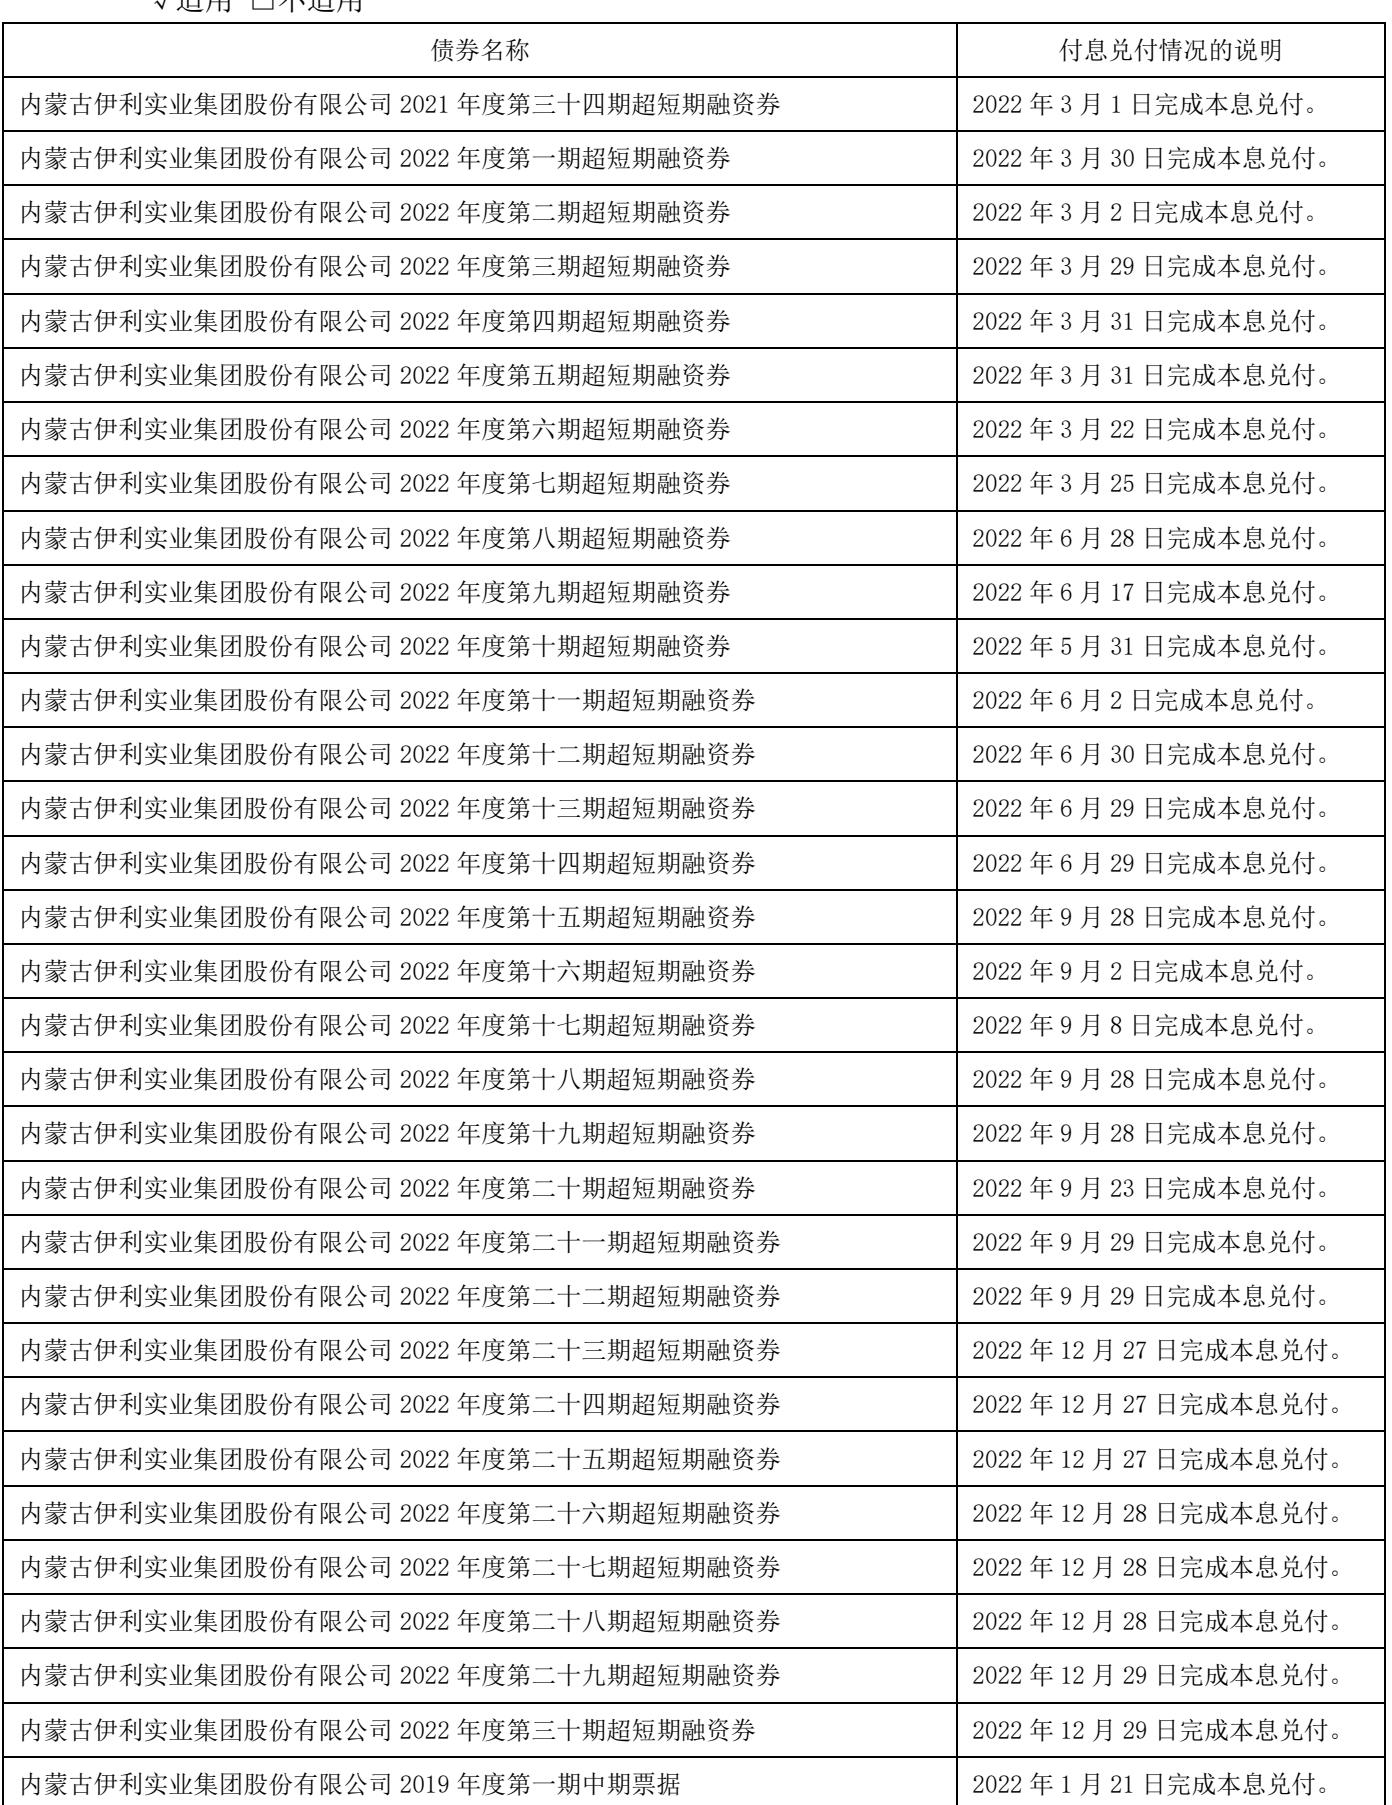 √适用 □不适用
债券名称 付息兑付情况的说明
内蒙古伊利实业集团股份有限公司 2021 年度第三十四期超短期融资券 2022 年 3 月 1 日完成本息兑付。
内蒙古伊利实业集团股份有限公司 2022 年度第一期超短期融资券 2022 年 3 月 30 日完成本息兑付。
内蒙古伊利实业集团股份有限公司 2022 年度第二期超短期融资券 2022 年 3 月 2 日完成本息兑付。
内蒙古伊利实业集团股份有限公司 2022 年度第三期超短期融资券 2022 年 3 月 29 日完成本息兑付。
内蒙古伊利实业集团股份有限公司 2022 年度第四期超短期融资券 2022 年 3 月 31 日完成本息兑付。
内蒙古伊利实业集团股份有限公司 2022 年度第五期超短期融资券 2022 年 3 月 31 日完成本息兑付。
内蒙古伊利实业集团股份有限公司 2022 年度第六期超短期融资券 2022 年 3 月 22 日完成本息兑付。
内蒙古伊利实业集团股份有限公司 2022 年度第七期超短期融资券 2022 年 3 月 25 日完成本息兑付。
内蒙古伊利实业集团股份有限公司 2022 年度第八期超短期融资券 2022 年 6 月 28 日完成本息兑付。
内蒙古伊利实业集团股份有限公司 2022 年度第九期超短期融资券 2022 年 6 月 17 日完成本息兑付。
内蒙古伊利实业集团股份有限公司 2022 年度第十期超短期融资券 2022 年 5 月 31 日完成本息兑付。
内蒙古伊利实业集团股份有限公司 2022 年度第十一期超短期融资券 2022 年 6 月 2 日完成本息兑付。
内蒙古伊利实业集团股份有限公司 2022 年度第十二期超短期融资券 2022 年 6 月 30 日完成本息兑付。
内蒙古伊利实业集团股份有限公司 2022 年度第十三期超短期融资券 2022 年 6 月 29 日完成本息兑付。
内蒙古伊利实业集团股份有限公司 2022 年度第十四期超短期融资券 2022 年 6 月 29 日完成本息兑付。
内蒙古伊利实业集团股份有限公司 2022 年度第十五期超短期融资券 2022 年 9 月 28 日完成本息兑付。
内蒙古伊利实业集团股份有限公司 2022 年度第十六期超短期融资券 2022 年 9 月 2 日完成本息兑付。
内蒙古伊利实业集团股份有限公司 2022 年度第十七期超短期融资券 2022 年 9 月 8 日完成本息兑付。
内蒙古伊利实业集团股份有限公司 2022 年度第十八期超短期融资券 2022 年 9 月 28 日完成本息兑付。
内蒙古伊利实业集团股份有限公司 2022 年度第十九期超短期融资券 2022 年 9 月 28 日完成本息兑付。
内蒙古伊利实业集团股份有限公司 2022 年度第二十期超短期融资券 2022 年 9 月 23 日完成本息兑付。
内蒙古伊利实业集团股份有限公司 2022 年度第二十一期超短期融资券 2022 年 9 月 29 日完成本息兑付。
内蒙古伊利实业集团股份有限公司 2022 年度第二十二期超短期融资券 2022 年 9 月 29 日完成本息兑付。
内蒙古伊利实业集团股份有限公司 2022 年度第二十三期超短期融资券 2022 年 12 月 27 日完成本息兑付。
内蒙古伊利实业集团股份有限公司 2022 年度第二十四期超短期融资券 2022 年 12 月 27 日完成本息兑付。
内蒙古伊利实业集团股份有限公司 2022 年度第二十五期超短期融资券 2022 年 12 月 27 日完成本息兑付。
内蒙古伊利实业集团股份有限公司 2022 年度第二十六期超短期融资券 2022 年 12 月 28 日完成本息兑付。
内蒙古伊利实业集团股份有限公司 2022 年度第二十七期超短期融资券 2022 年 12 月 28 日完成本息兑付。
内蒙古伊利实业集团股份有限公司 2022 年度第二十八期超短期融资券 2022 年 12 月 28 日完成本息兑付。
内蒙古伊利实业集团股份有限公司 2022 年度第二十九期超短期融资券 2022 年 12 月 29 日完成本息兑付。
内蒙古伊利实业集团股份有限公司 2022 年度第三十期超短期融资券 2022 年 12 月 29 日完成本息兑付。
内蒙古伊利实业集团股份有限公司 2019 年度第一期中期票据 2022 年 1 月 21 日完成本息兑付。